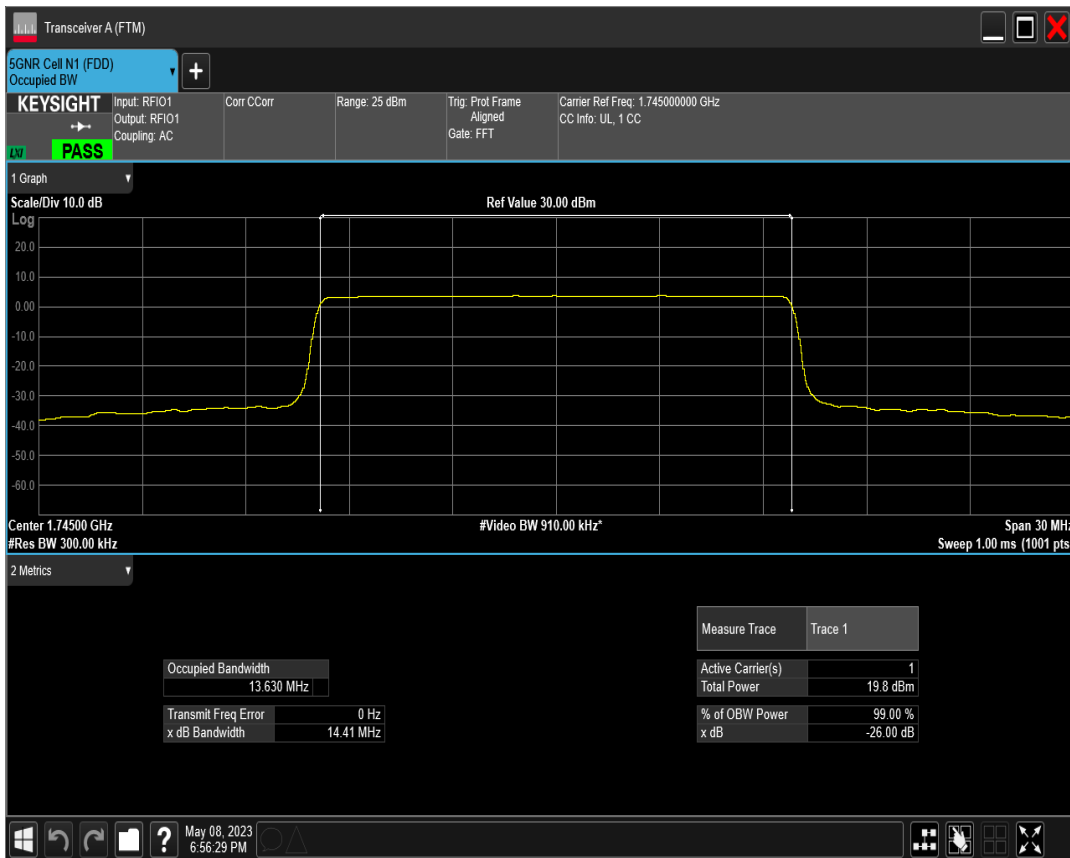 Transceiver A (FTM)
5GNR Cell N1 (FDD)
Occupied BW
+
KEYSIGHT
LXI
PASS
Input: RFIO1
Output: RFIO1
Coupling: AC
Corr CCorr
Range: 25 dBm
Trig: Prot Frame
Aligned
Gate: FFT
Carrier Ref Freq: 1.745000000 GHz
CC Info: UL, 1 CC
1 Graph
Scale/Div 10.0 dB
Ref Value 30.00 dBm
Log
20.0
10.0
0.00
-10.0
-20.0
-30.0
-40.0
-50.0
-60.0
Center 1.74500 GHz
#Video BW 910.00 kHz*
Span 30 MHz
#Res BW 300.00 kHz
Sweep 1.00 ms (1001 pts
2 Metrics
Measure Trace Trace 1
Occupied Bandwidth
13.630 MHz
Active Carrier(s) 1
Total Power 19.8 dBm
Transmit Freq Error 0 Hz
x dB Bandwidth 14.41 MHz
% of OBW Power 99.00 %
x dB -26.00 dB
?
May 08, 2023
6:56:29 PM